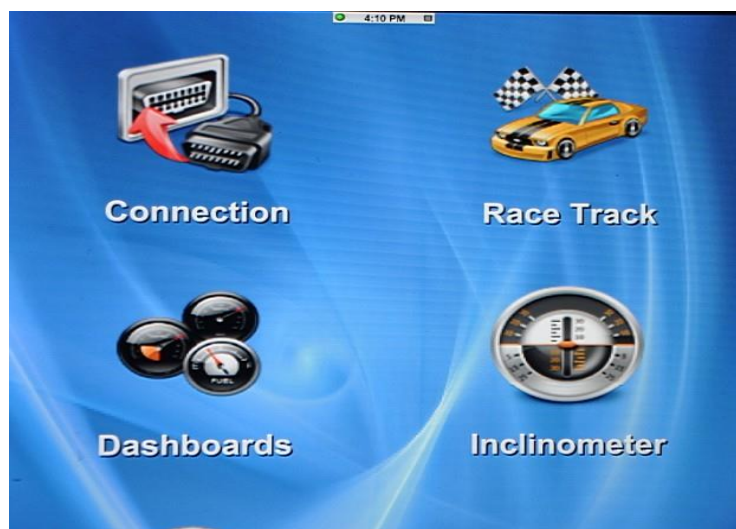 4:10 PM
Connection
Race Track
FUEL
Dashboards
Inclinometer